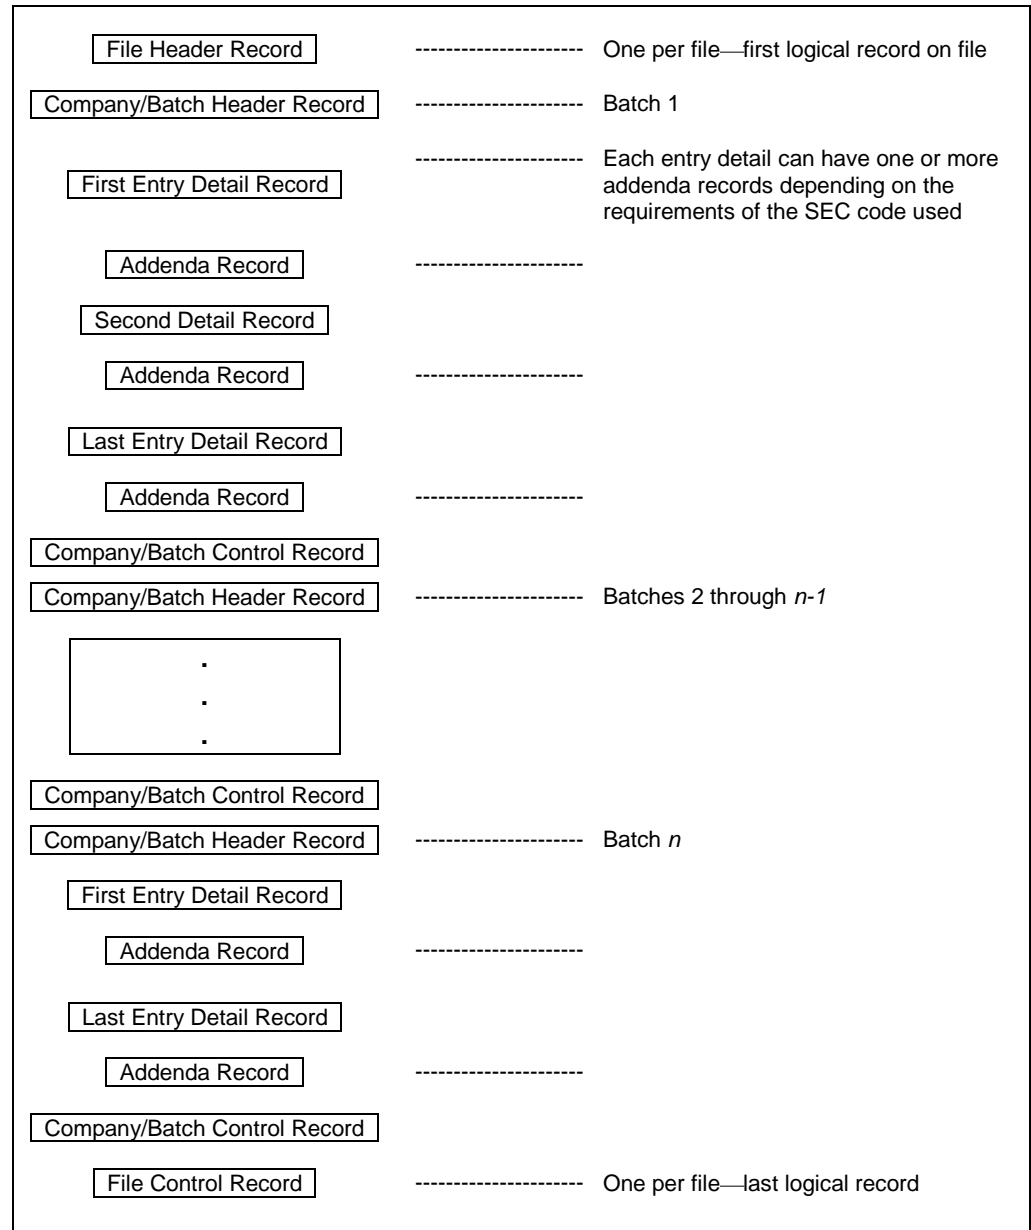 File Header Record ---------------------- One per file—first logical record on file
Company/Batch Header Record ---------------------- Batch 1
---------------------- Each entry detail can have one or more
First Entry Detail Record addenda records depending on the
requirements of the SEC code used
Addenda Record ----------------------
Second Detail Record
Addenda Record ----------------------
Last Entry Detail Record
Addenda Record ----------------------
Company/Batch Control Record
Company/Batch Header Record ---------------------- Batches 2 through n-1
.
.
.
Company/Batch Control Record
Company/Batch Header Record ---------------------- Batch n
First Entry Detail Record
Addenda Record ----------------------
Last Entry Detail Record
Addenda Record ----------------------
Company/Batch Control Record
File Control Record ---------------------- One per file—last logical record